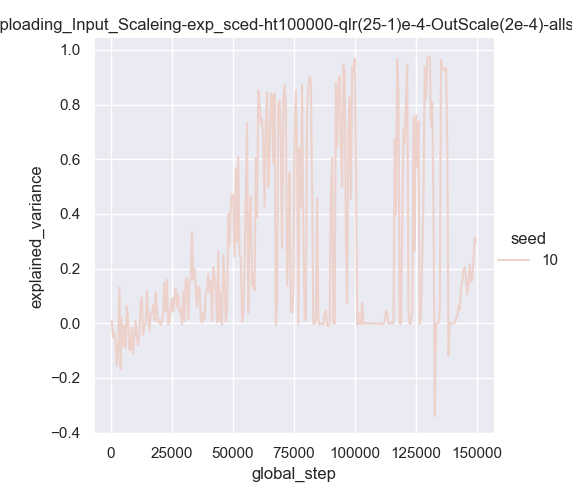 ploading_Input_Scaleing-exp_sced-ht100000-qlr(25-1)e-4-OutScale(2e-4)-alls
1.0
0.8
0.6
0.4
0.2
0.0
−0.2
−0.4
explained_variance
0 25000 50000 75000 100000 125000 150000
global_step
seed
10